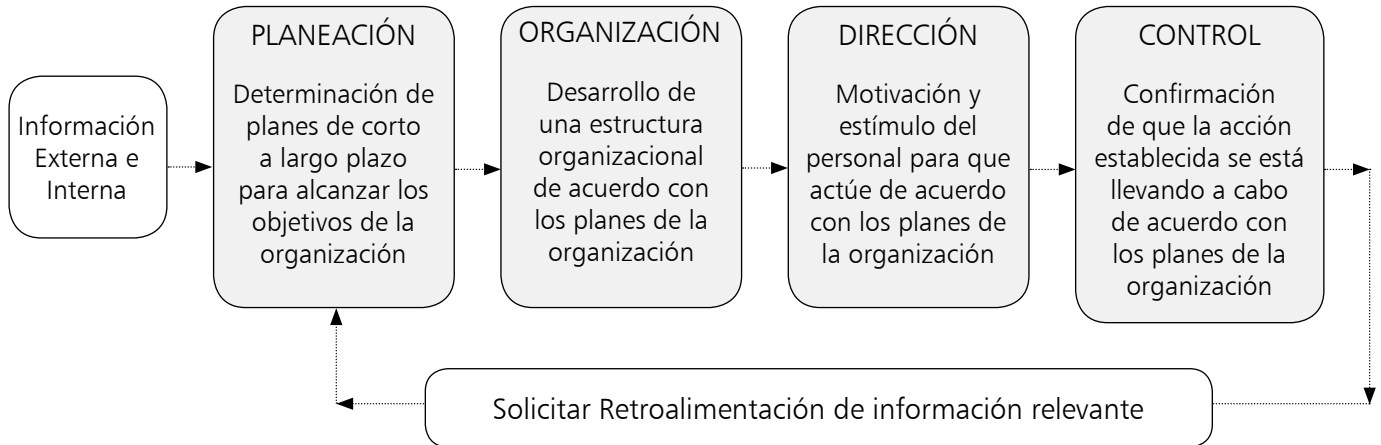 Información
Externa e
Interna
PLANEACIÓN
Determinación de
planes de corto
a largo plazo
para alcanzar los
objetivos de la
organización
ORGANIZACIÓN
Desarrollo de
una estructura
organizacional
de acuerdo con
los planes de la
organización
DIRECCIÓN
Motivación y
estímulo del
personal para que
actúe de acuerdo
con los planes de
la organización
CONTROL
Confirmación
de que la acción
establecida se está
llevando a cabo
de acuerdo con
los planes de la
organización
Solicitar Retroalimentación de información relevante